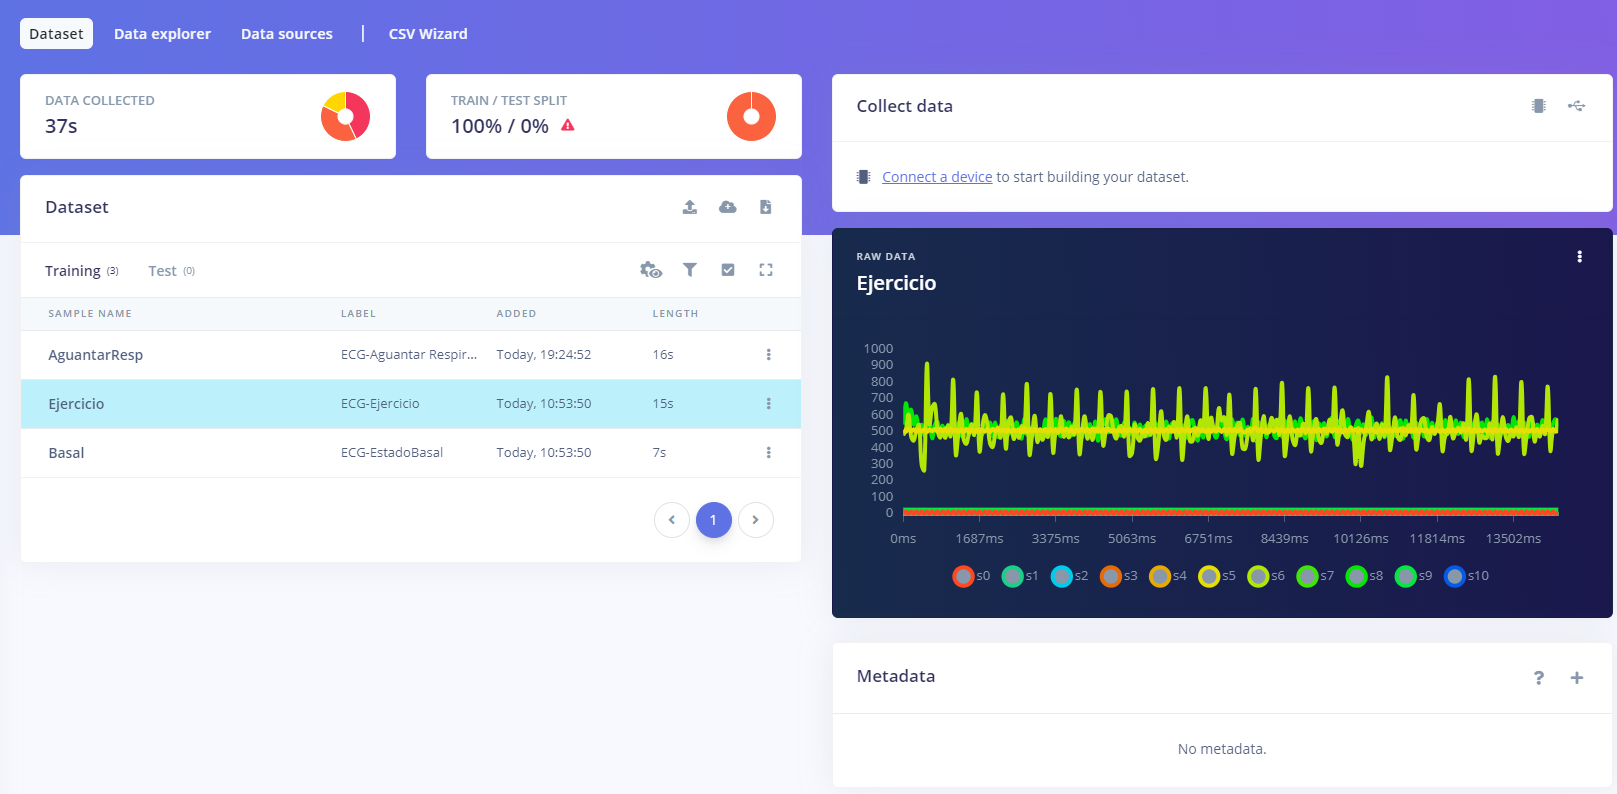 Dataset
Data explorer
Data sources
|
CSV Wizard
DATA COLLECTED
37s
TRAIN / TEST SPLIT
100% / 0%
Dataset
Training (3)
Test (0)
SAMPLE NAME
LABEL
ADDED
LENGTH
AguantarResp
ECG-Aguantar Respir...
Today, 19:24:52
16s
Ejercicio
ECG-Ejercicio
Today, 10:53:50
15s
Basal
ECG-EstadoBasal
Today, 10:53:50
7s
1
Collect data
Connect a device to start building your dataset.
RAW DATA
Ejercicio
1000
900
800
700
600
500
400
300
200
100
0
0ms
1687ms
3375ms
5063ms
6751ms
8439ms
10126ms
11814ms
13502ms
s0
s1
s2
s3
s4
s5
s6
s7
s8
s9
s10
Metadata
?
+
No metadata.